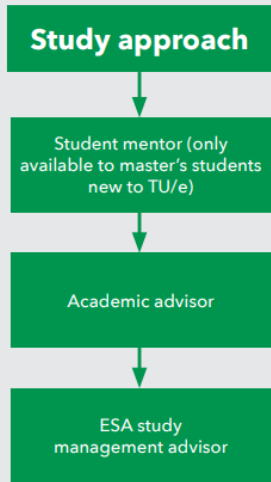 Study approach
Student mentor (only
available to master's students
new to TU/e)
Academic advisor
ESA study
management advisor